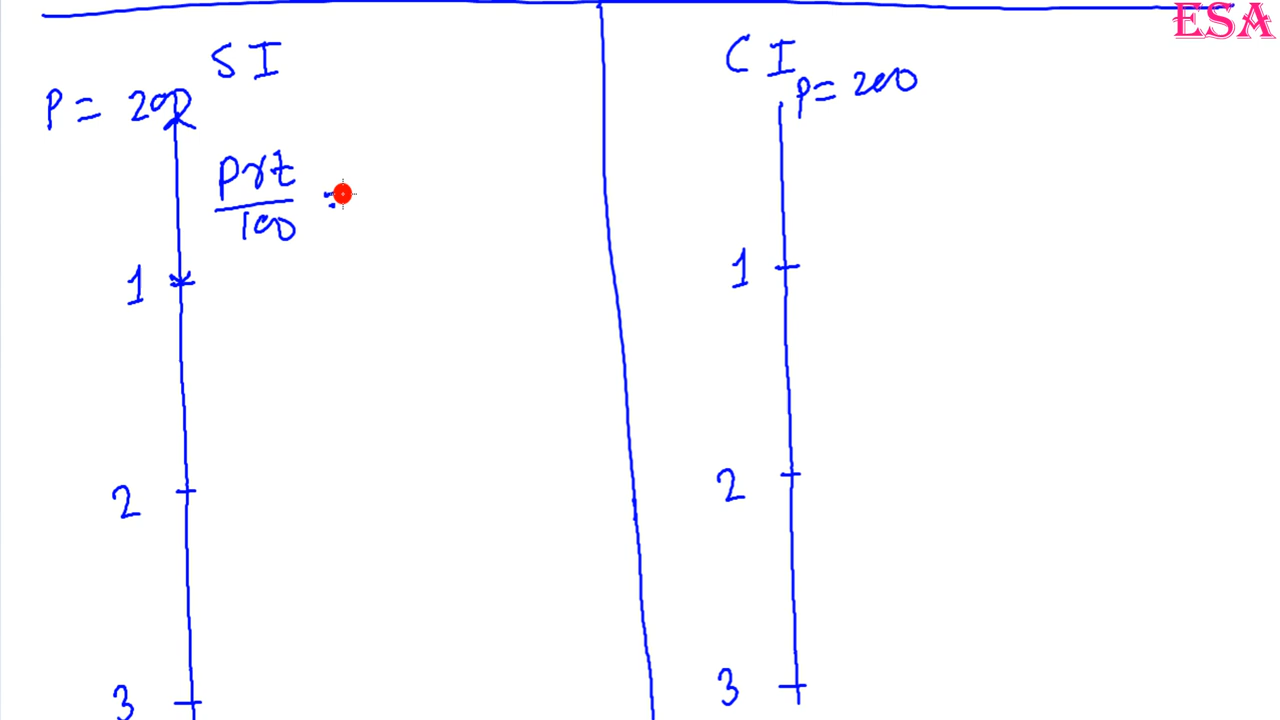 ESA
SI
P = 200
prt
100
=
1
2
3
CI
P = 200
1
2
3